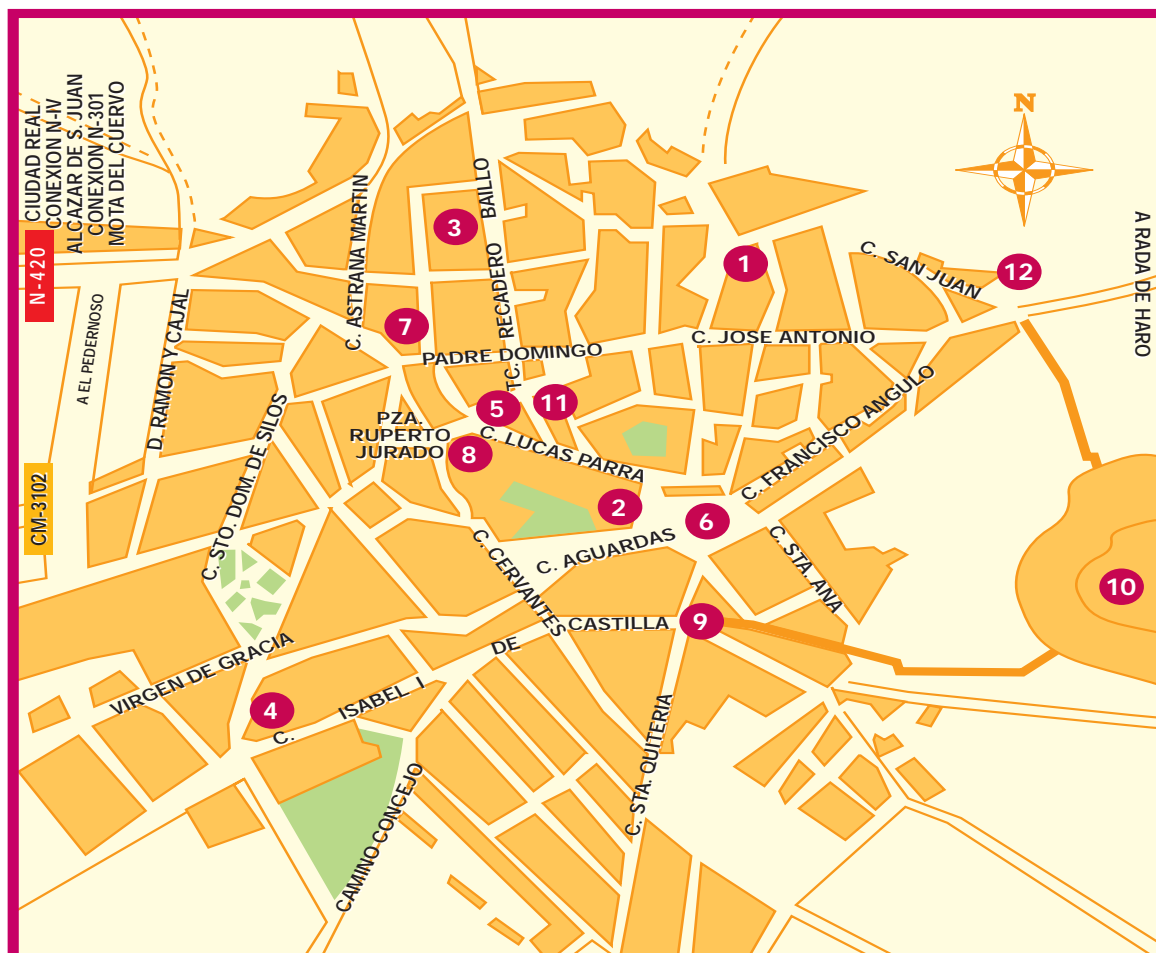 CIUDAD REAL
CONEXION N-IV
ALCAZAR DE S. JUAN
CONEXION N-301
MOTA DEL CUERVO
N-420
A EL PEDERNOSO
CM-3102
D. RAMON Y CAJAL
C. STO. DOM. DE SILOS
C. ASTRANA MARTIN
TC. RECADERO BAILLO
N
A RADA DE HARO
C. SAN JUAN
C. JOSE ANTONIO
PADRE DOMINGO
PZA.
RUPERTO
JURADO
C. LUCAS PARRA
C. FRANCISCO ANGULO
C. AGUARDAS
C. STA. ANA
C. CERVANTES
VIRGEN DE GRACIA
C. ISABEL I DE CASTILLA
C. STA. QUITERIA
CAMINO CONCEJO
1
2
3
4
5
6
7
8
9
10
11
12